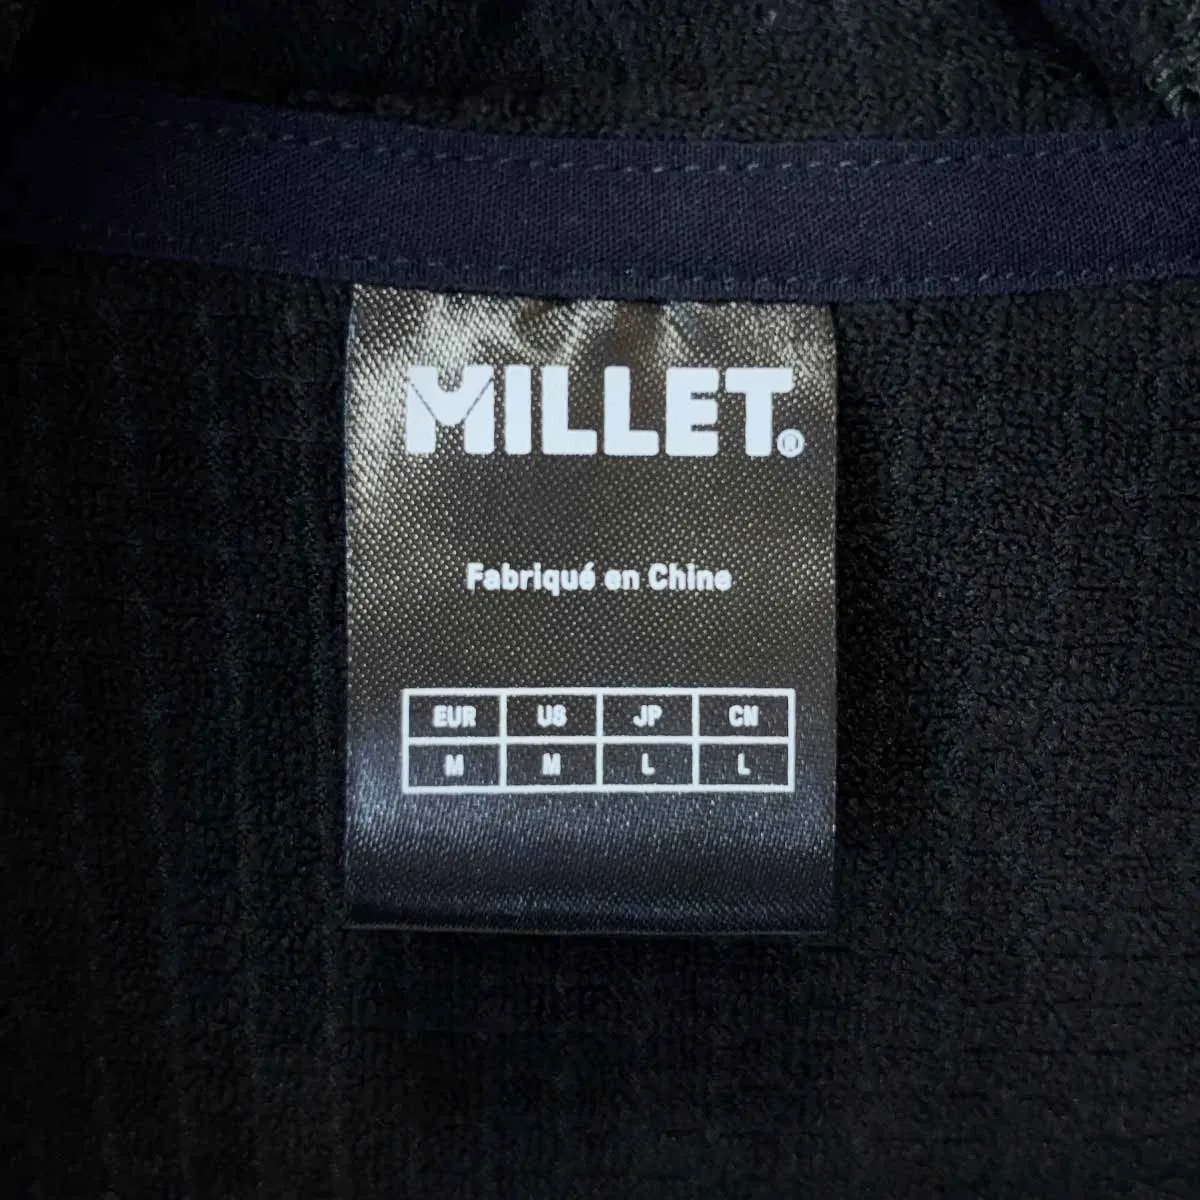 MILLET®
Fabriqué en Chine
EUR US JP CN
M M L L